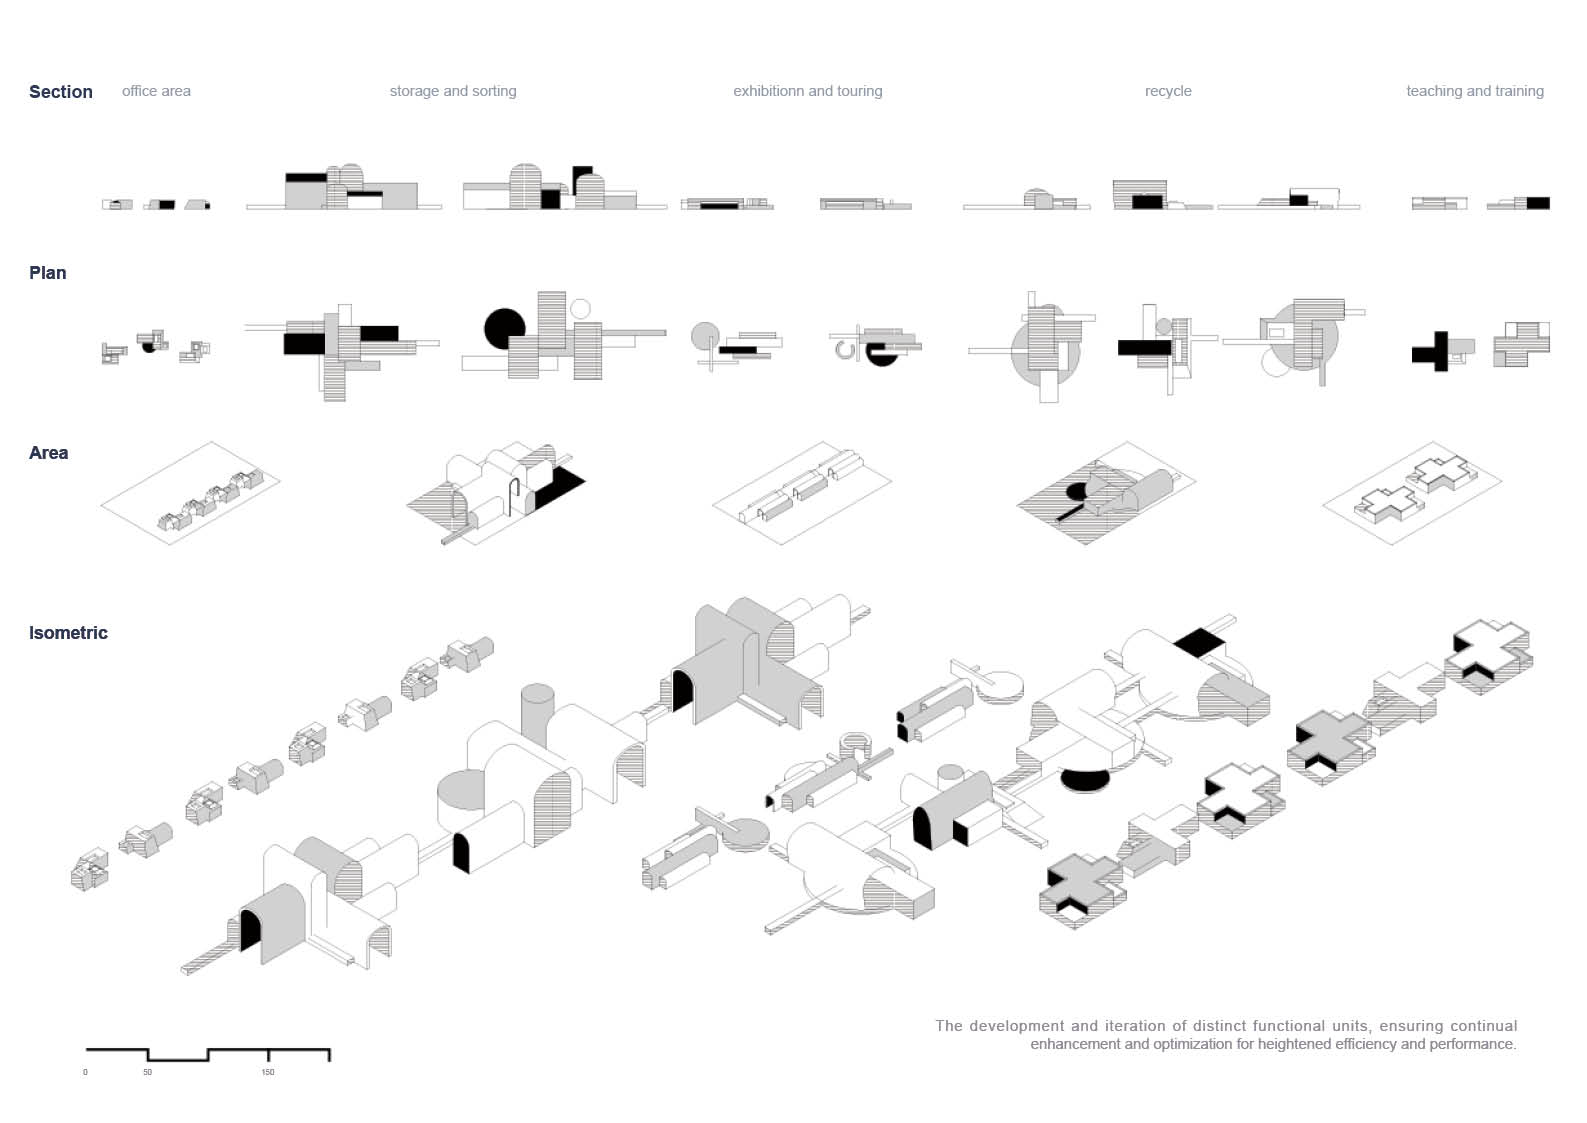 Section office area storage and sorting exhibitionn and touring recycle teaching and training
Plan
Area
Isometric
The development and iteration of distinct functional units, ensuring continual
enhancement and optimization for heightened efficiency and performance.
0 50 150